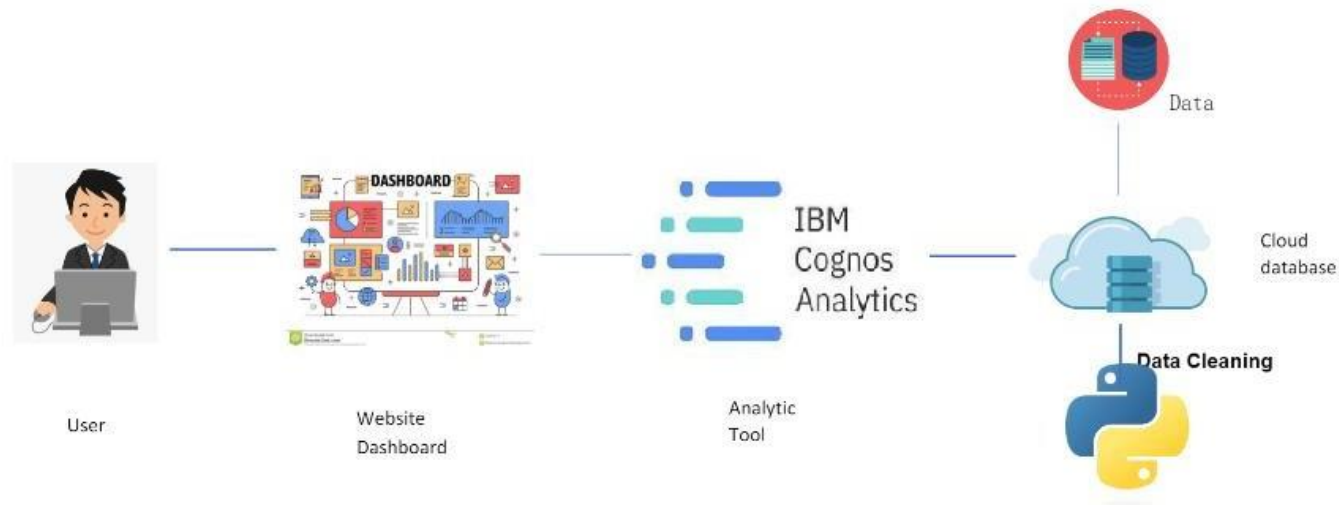 Data
DASHBOARD
IBM
Cognos
Analytics
Cloud
database
Data Cleaning
User
Website
Dashboard
Analytic
Tool